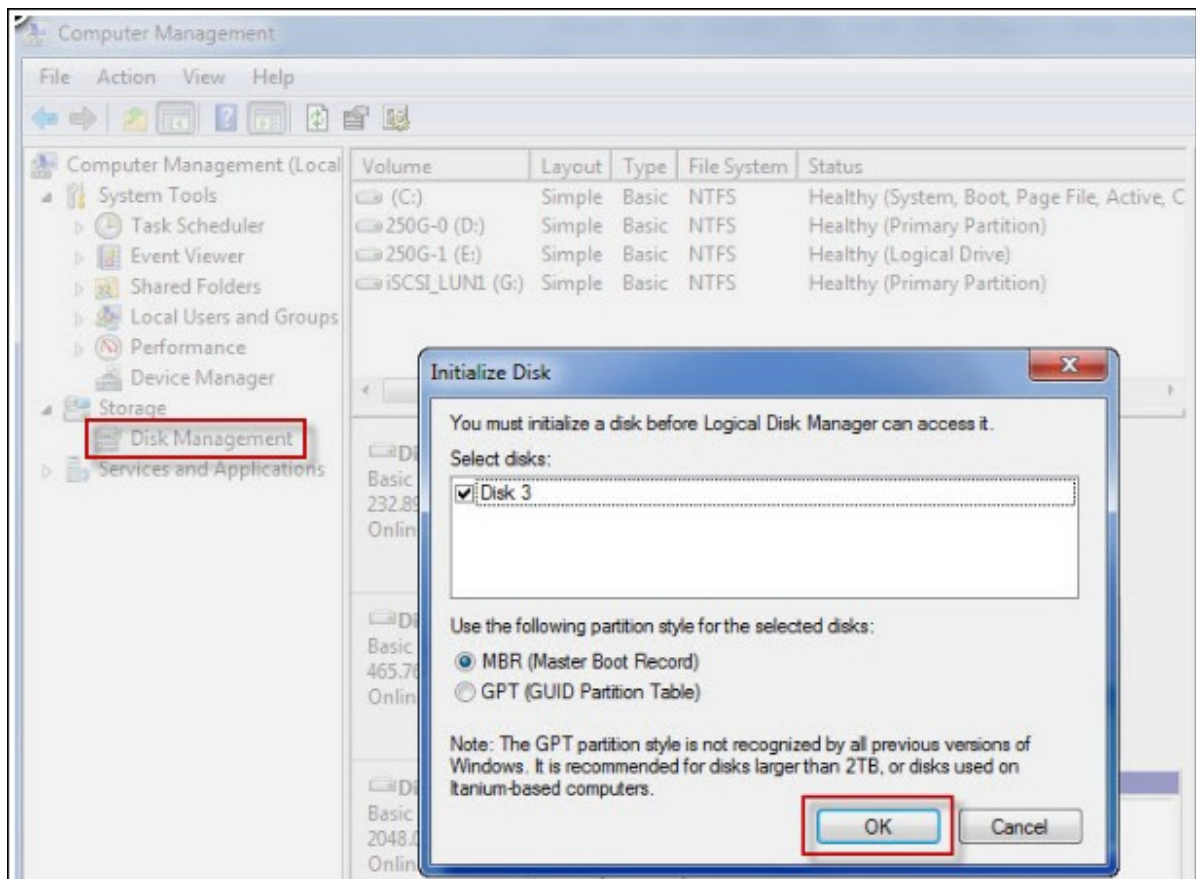 Computer Management
File Action View Help
Computer Management (Local
System Tools
Task Scheduler
Event Viewer
Shared Folders
Local Users and Groups
Performance
Device Manager
Storage
Disk Management
Services and Applications
Volume Layout Type File System Status
(C:) Simple Basic NTFS Healthy (System, Boot, Page File, Active, C
250G-0 (D:) Simple Basic NTFS Healthy (Primary Partition)
250G-1 (E:) Simple Basic NTFS Healthy (Logical Drive)
iSCSI_LUN1 (G:) Simple Basic NTFS Healthy (Primary Partition)
Basic
232.89
Onlin
Basic
465.76
Onlin
Basic
2048.0
Onlin
Initialize Disk
You must initialize a disk before Logical Disk Manager can access it.
Select disks:
Disk 3
Use the following partition style for the selected disks:
MBR (Master Boot Record)
GPT (GUID Partition Table)
Note: The GPT partition style is not recognized by all previous versions of
Windows. It is recommended for disks larger than 2TB, or disks used on
Itanium-based computers.
OK Cancel